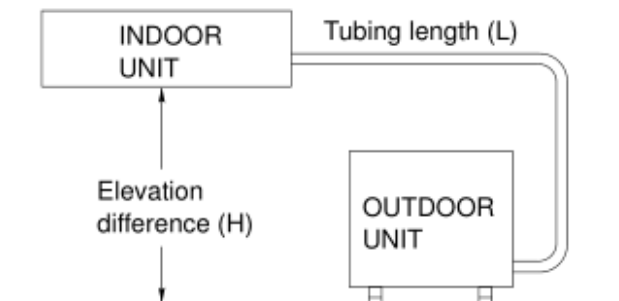 INDOOR
UNIT
Tubing length (L)
Elevation
difference (H)
OUTDOOR
UNIT